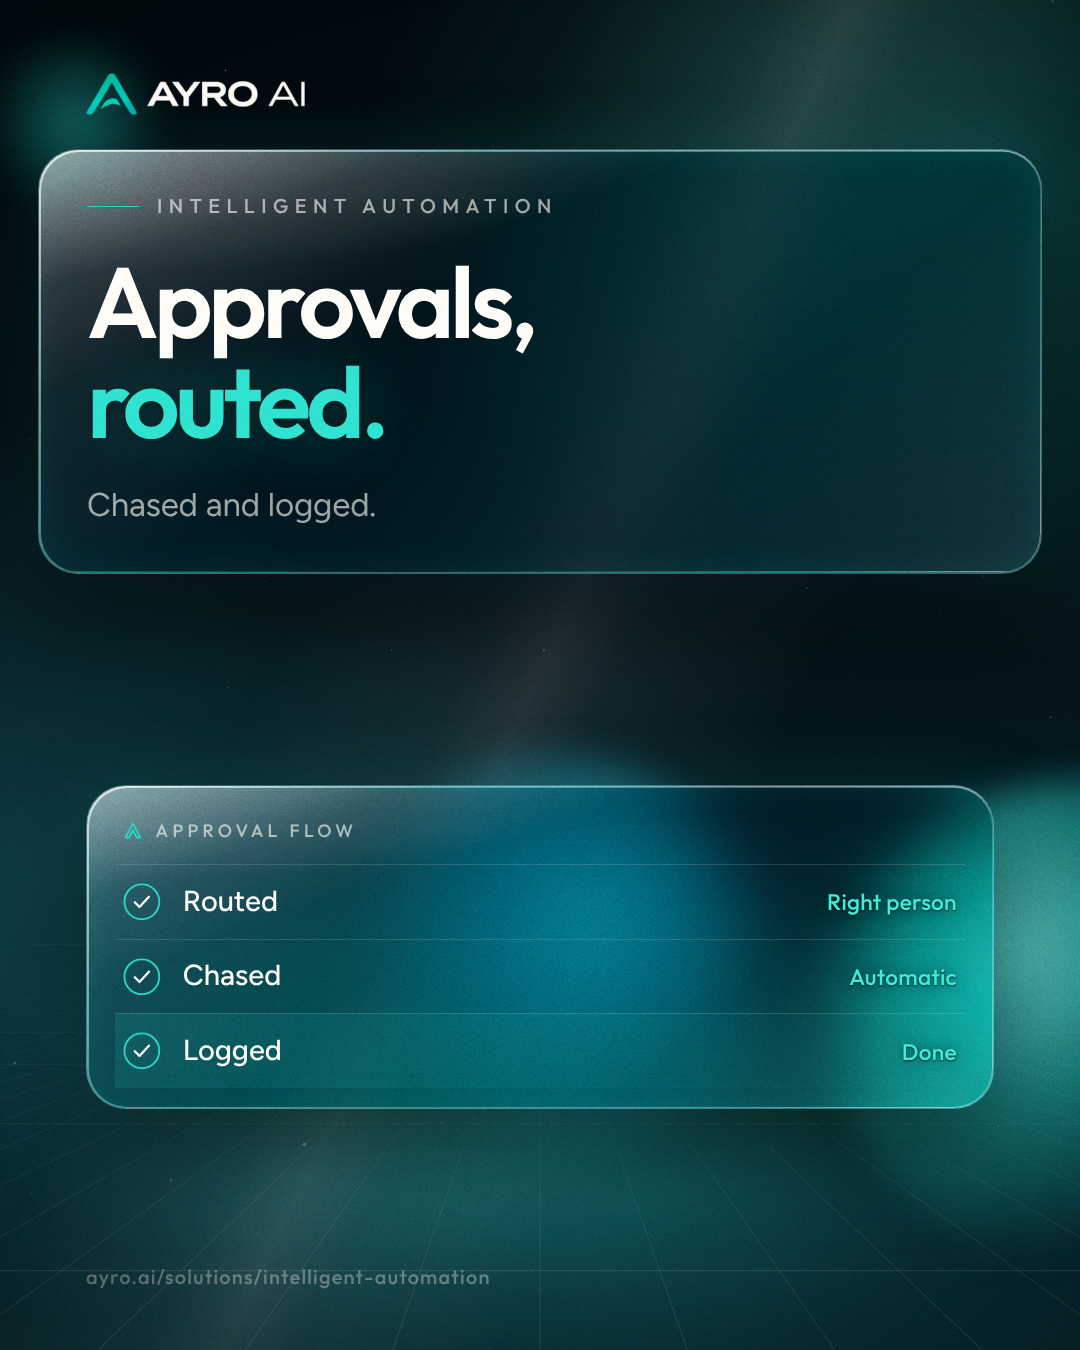 AYRO AI
INTELLIGENT AUTOMATION
Approvals,
routed.
Chased and logged.
APPROVAL FLOW
Routed Right person
Chased Automatic
Logged Done
ayro.ai/solutions/intelligent-automation